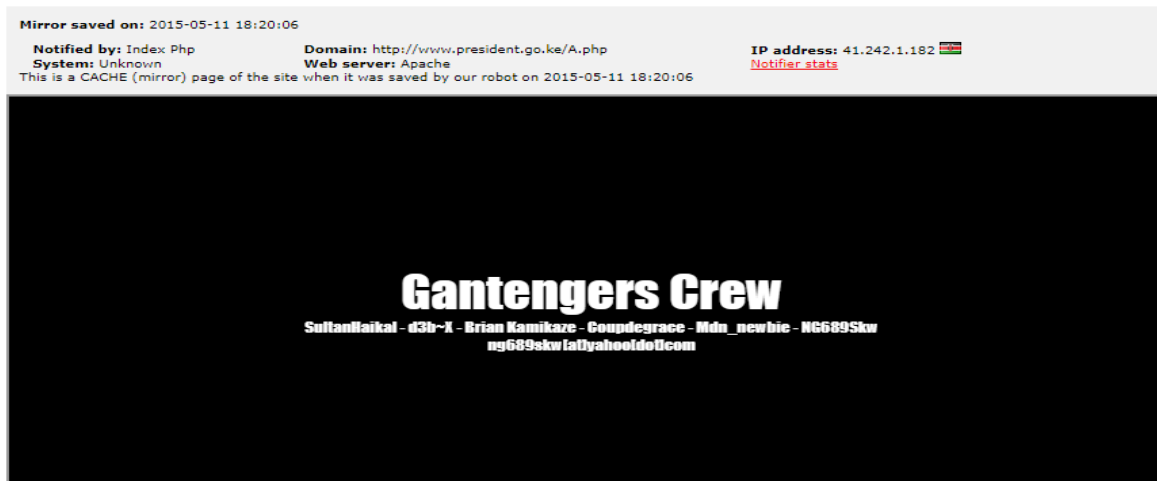 Mirror saved on: 2015-05-11 18:20:06
Notified by: Index Php Domain: http://www.president.go.ke/A.php IP address: 41.242.1.182
System: Unknown Web server: Apache Notifier stats
This is a CACHE (mirror) page of the site when it was saved by our robot on 2015-05-11 18:20:06
Gantengers Crew
SultanHaikal - d3b~X - Brian Kamikaze - Coupdegrace - Mdn_newbie - NG689Skw
ng689skw[at]yahoo[dot]com